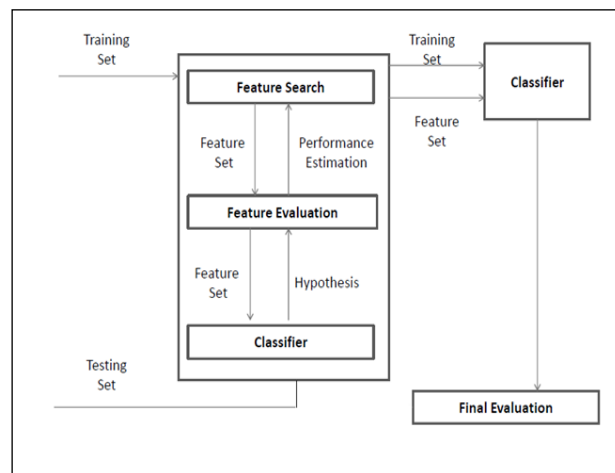 Training
Set
Feature Search
Training
Set
Classifier
Feature
Set
Feature
Set
Performance
Estimation
Feature Evaluation
Feature
Set
Hypothesis
Classifier
Testing
Set
Final Evaluation